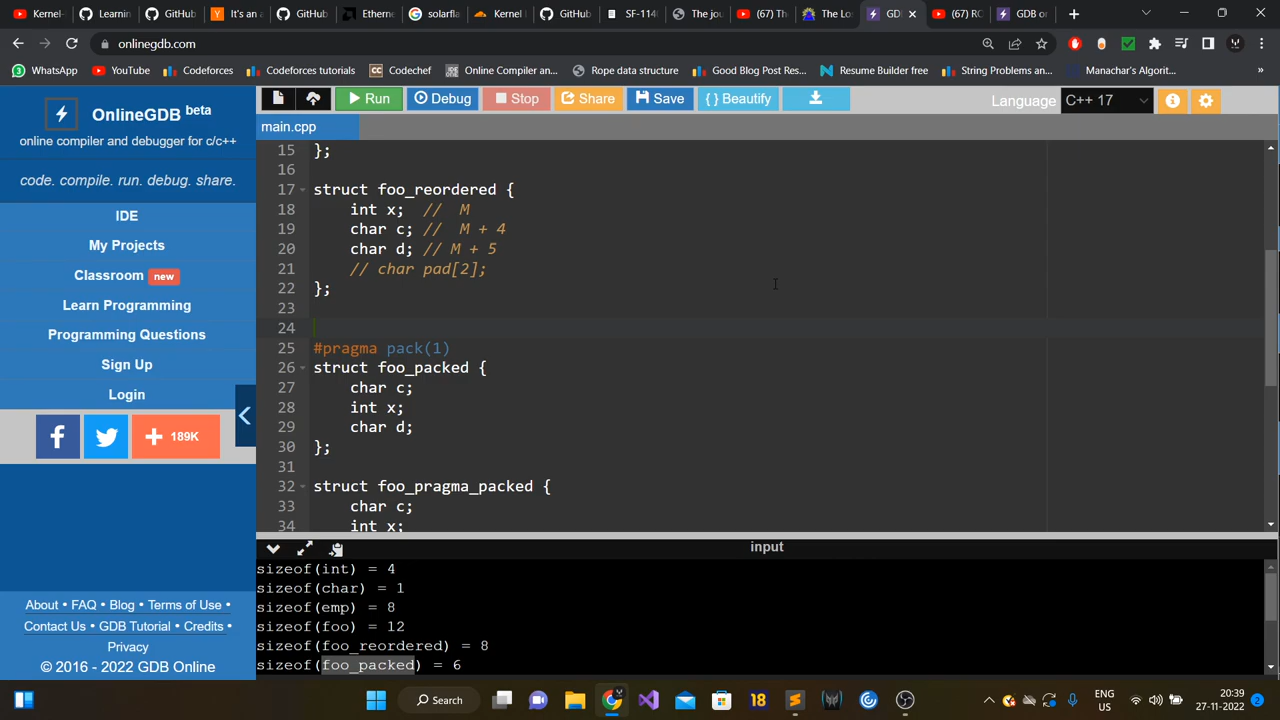 Kernel-
Learnin
GitHub
It's an a
GitHub
Etherne
solarfla
Kernel
GitHub
SF-114
The jou
(67) Th
The Lo
GD
(67) RC
GDB or
onlinegdb.com
WhatsApp
YouTube
Codeforces
Codeforces tutorials
Codechef
Online Compiler an...
Rope data structure
Good Blog Post Res...
Resume Builder free
String Problems an...
Manachar's Algorit...
»
OnlineGDB beta
online compiler and debugger for c/c++
code. compile. run. debug. share.
IDE
My Projects
Classroom new
Learn Programming
Programming Questions
Sign Up
Login
189K
About • FAQ • Blog • Terms of Use •
Contact Us • GDB Tutorial • Credits •
Privacy
© 2016 - 2022 GDB Online
Run Debug Stop Share Save { } Beautify
Language C++ 17
main.cpp
15 };
16
17 struct foo_reordered {
18 int x; // M
19 char c; // M + 4
20 char d; // M + 5
21 // char pad[2];
22 };
23
24
25 #pragma pack(1)
26 struct foo_packed {
27 char c;
28 int x;
29 char d;
30 };
31
32 struct foo_pragma_packed {
33 char c;
34 int x;
input
sizeof(int) = 4
sizeof(char) = 1
sizeof(emp) = 8
sizeof(foo) = 12
sizeof(foo_reordered) = 8
sizeof(foo_packed) = 6
Search
18
ENG
US
20:39
27-11-2022
2